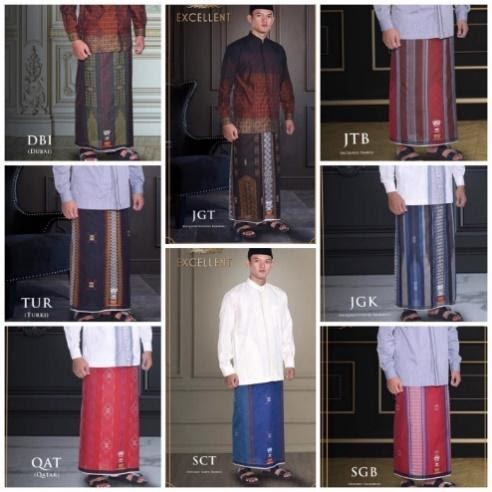 EXCELLENT
DBI
(Dubai)
JGT
JTB
TUR
(Turki)
EXCELLENT
JGK
QAT
(Qatar)
SCT
SGB